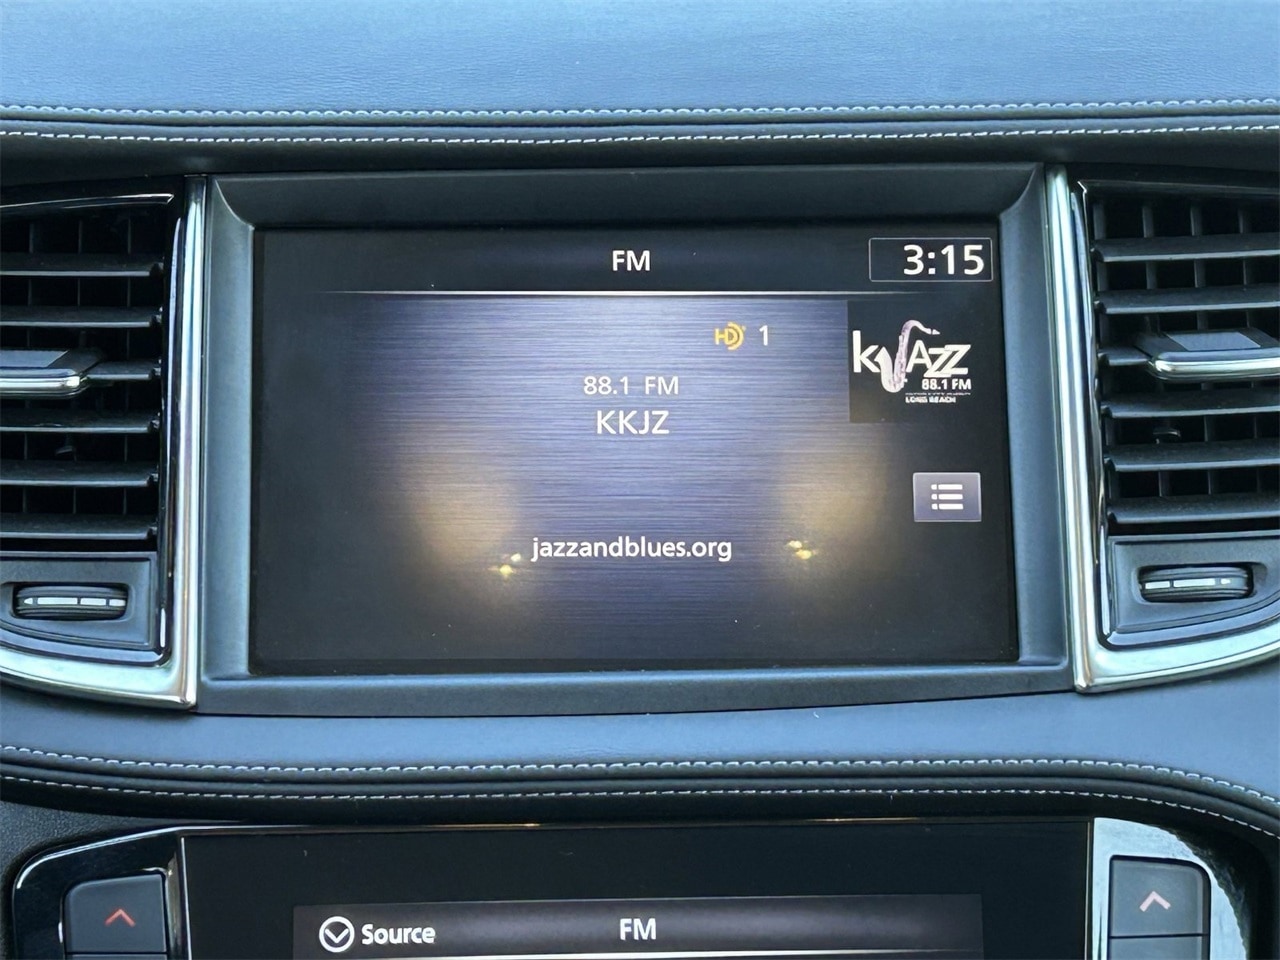 FM
3:15
HD 1
kJAzz
88.1 FM
LONG BEACH
88.1 FM
KKJZ
jazzandblues.org
Source
FM